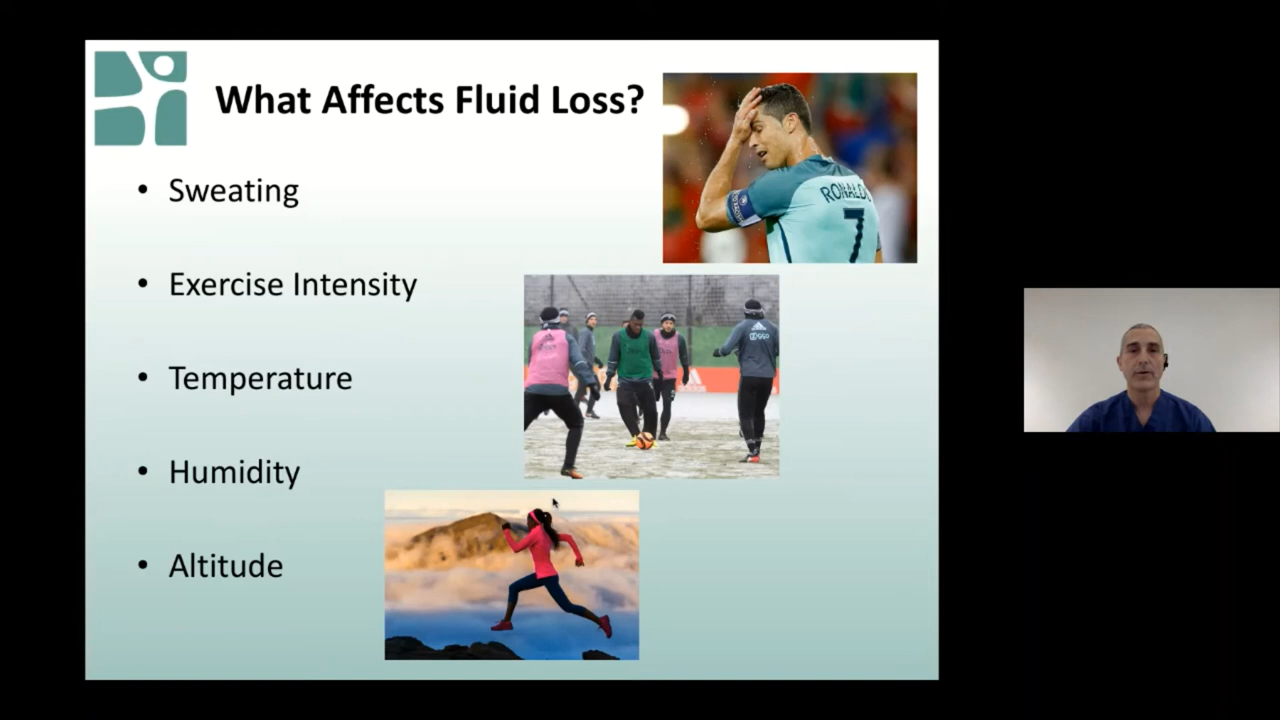 What Affects Fluid Loss?
• Sweating
• Exercise Intensity
• Temperature
• Humidity
• Altitude
RONALDO
7